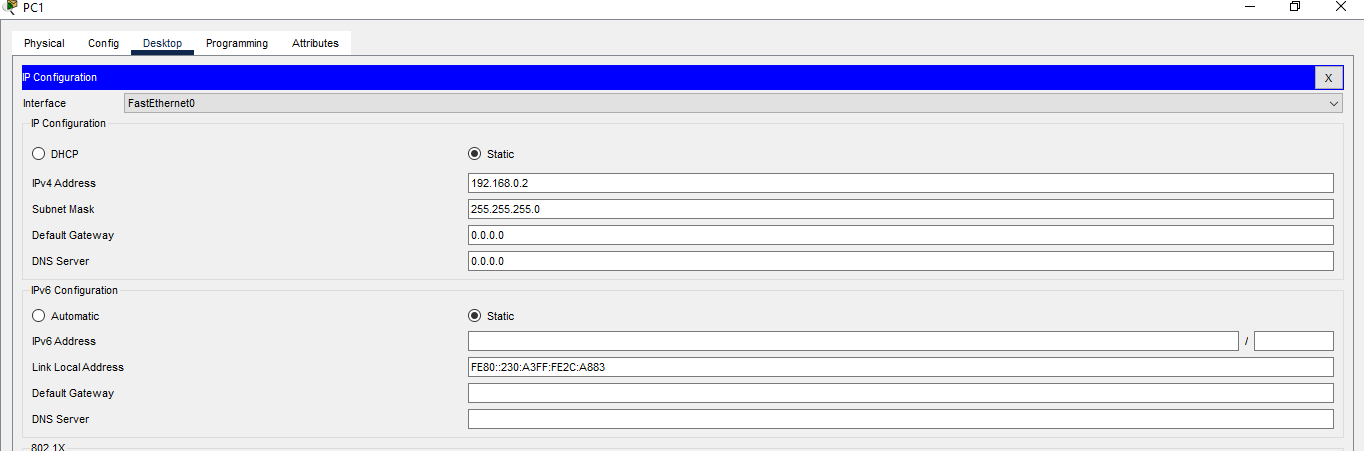 PC1
Physical Config Desktop Programming Attributes
IP Configuration X
Interface FastEthernet0
IP Configuration
DHCP Static
IPv4 Address 192.168.0.2
Subnet Mask 255.255.255.0
Default Gateway 0.0.0.0
DNS Server 0.0.0.0
IPv6 Configuration
Automatic Static
IPv6 Address /
Link Local Address FE80::230:A3FF:FE2C:A883
Default Gateway
DNS Server
802.1X